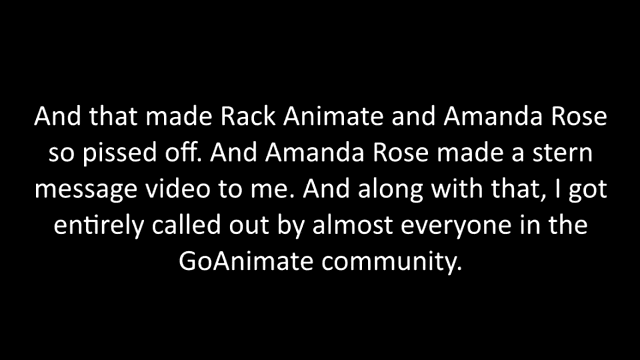 And that made Rack Animate and Amanda Rose
so pissed off. And Amanda Rose made a stern
message video to me. And along with that, I got
entirely called out by almost everyone in the
GoAnimate community.